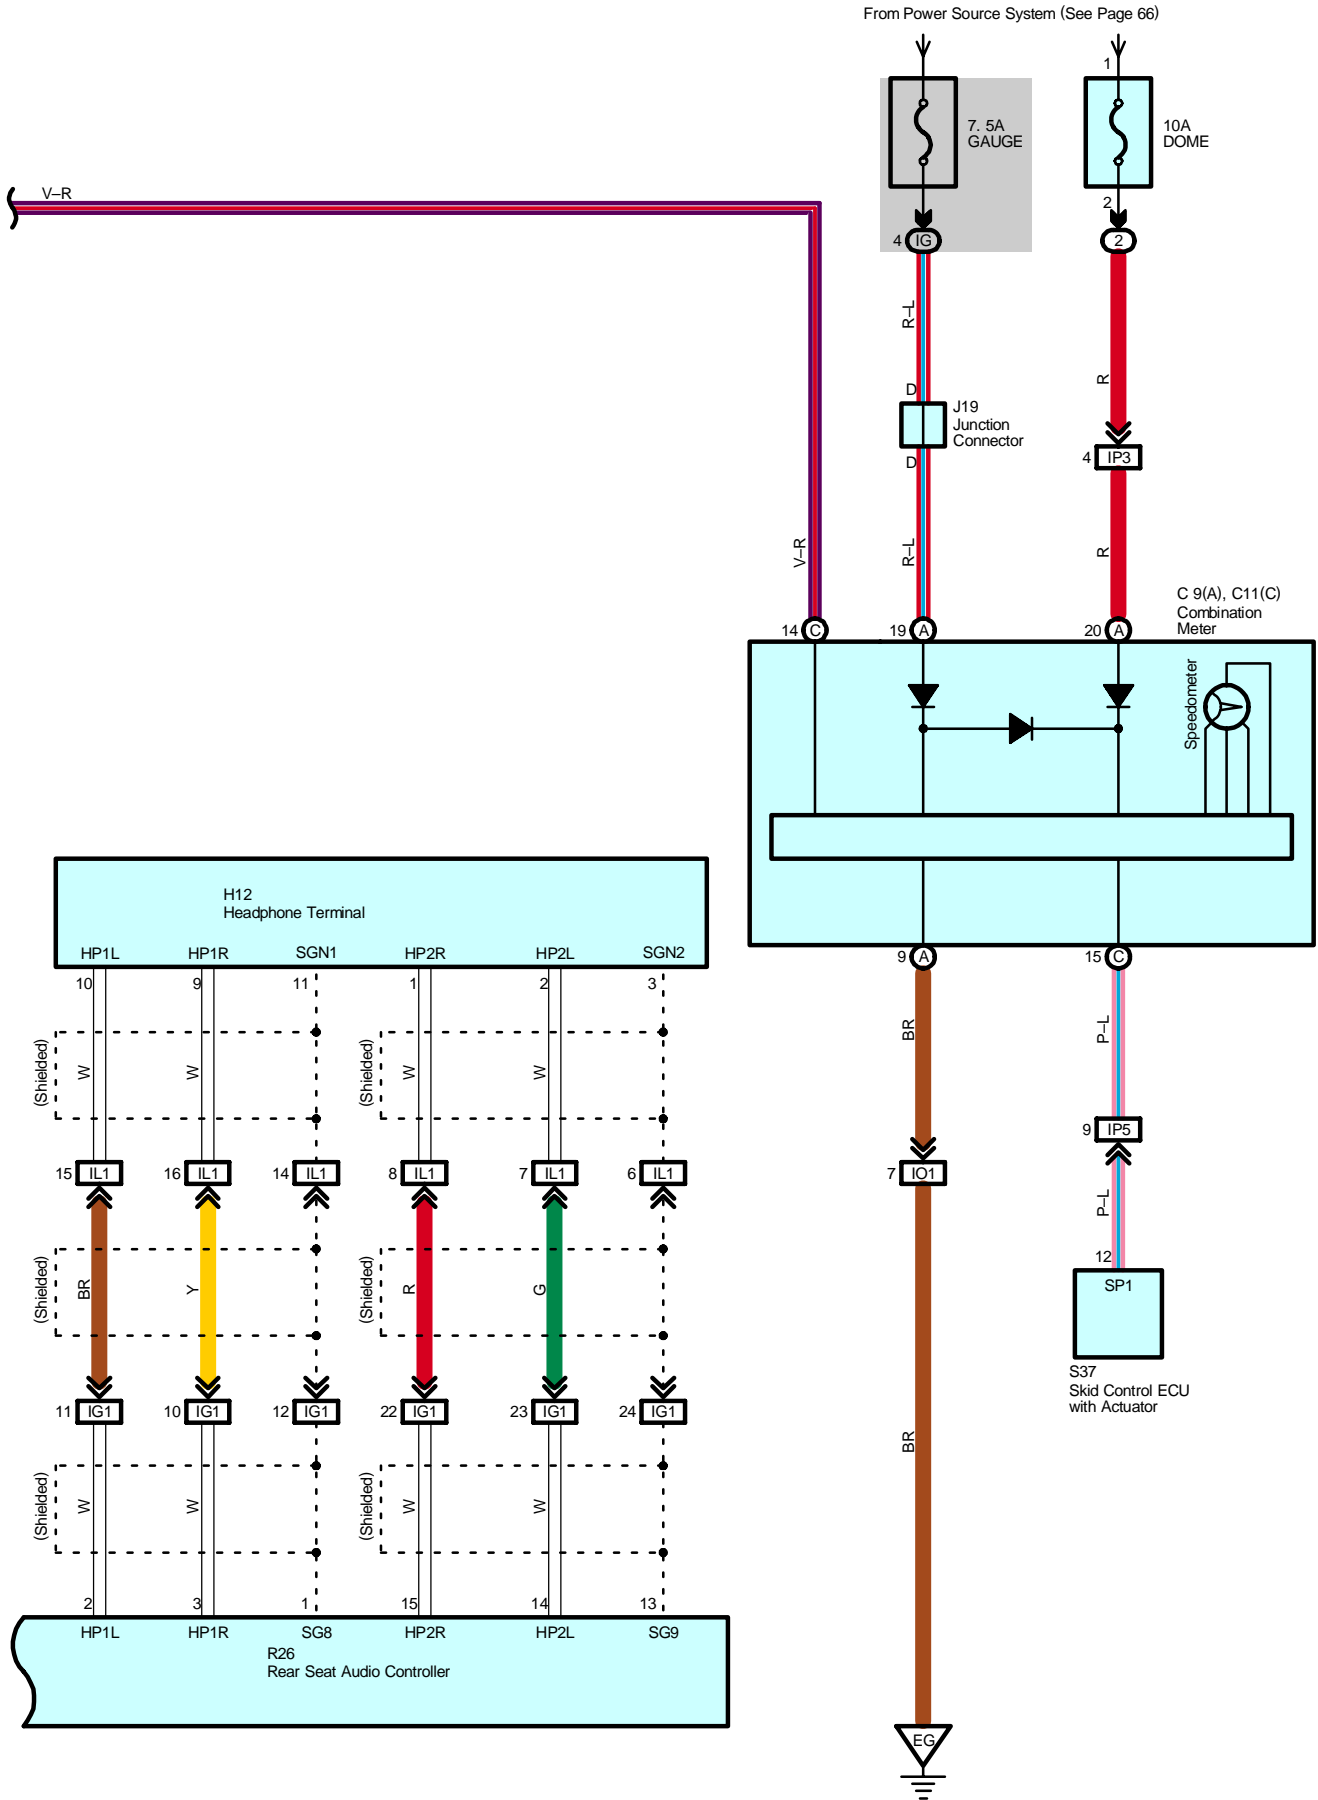 From Power Source System (See Page 66)
1
7. 5A
GAUGE
10A
DOME
2
4 IG
2
V–R
R–L
R
D
J19
Junction
Connector
D
4 IP3
V–R
R–L
R
C 9(A), C11(C)
Combination
Meter
14 C
19 A
20 A
Speedometer
H12
Headphone Terminal
HP1L HP1R SGN1 HP2R HP2L SGN2
10 9 11 1 2 3
9 A
15 C
(Shielded) W W (Shielded) W W
BR
P–L
9 IP5
15 IL1 16 IL1 14 IL1 8 IL1 7 IL1 6 IL1
7 IO1
P–L
12
SP1
S37
Skid Control ECU
with Actuator
(Shielded) BR Y (Shielded) R G
11 IG1 10 IG1 12 IG1 22 IG1 23 IG1 24 IG1
BR
(Shielded) W W (Shielded) W W
2 3 1 15 14 13
HP1L HP1R SG8 HP2R HP2L SG9
R26
Rear Seat Audio Controller
EG